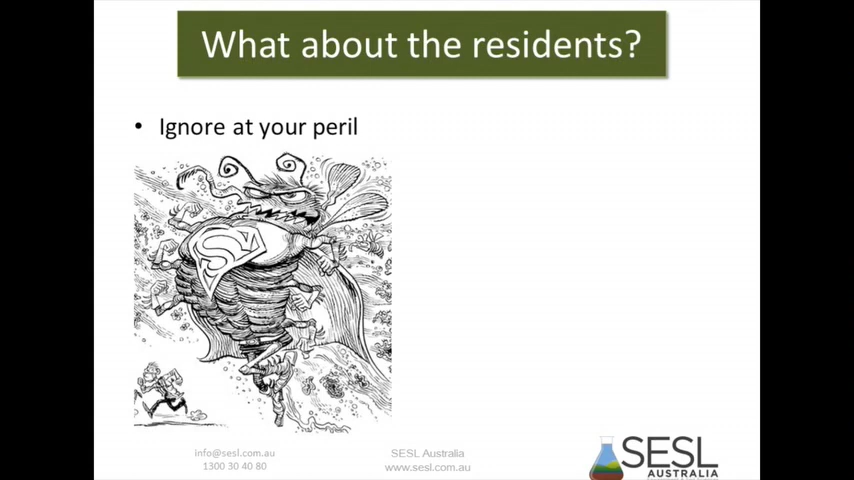 What about the residents?
• Ignore at your peril
S
info@sesl.com.au
1300 30 40 80
SESL Australia
www.sesl.com.au
SESL
AUSTRALIA